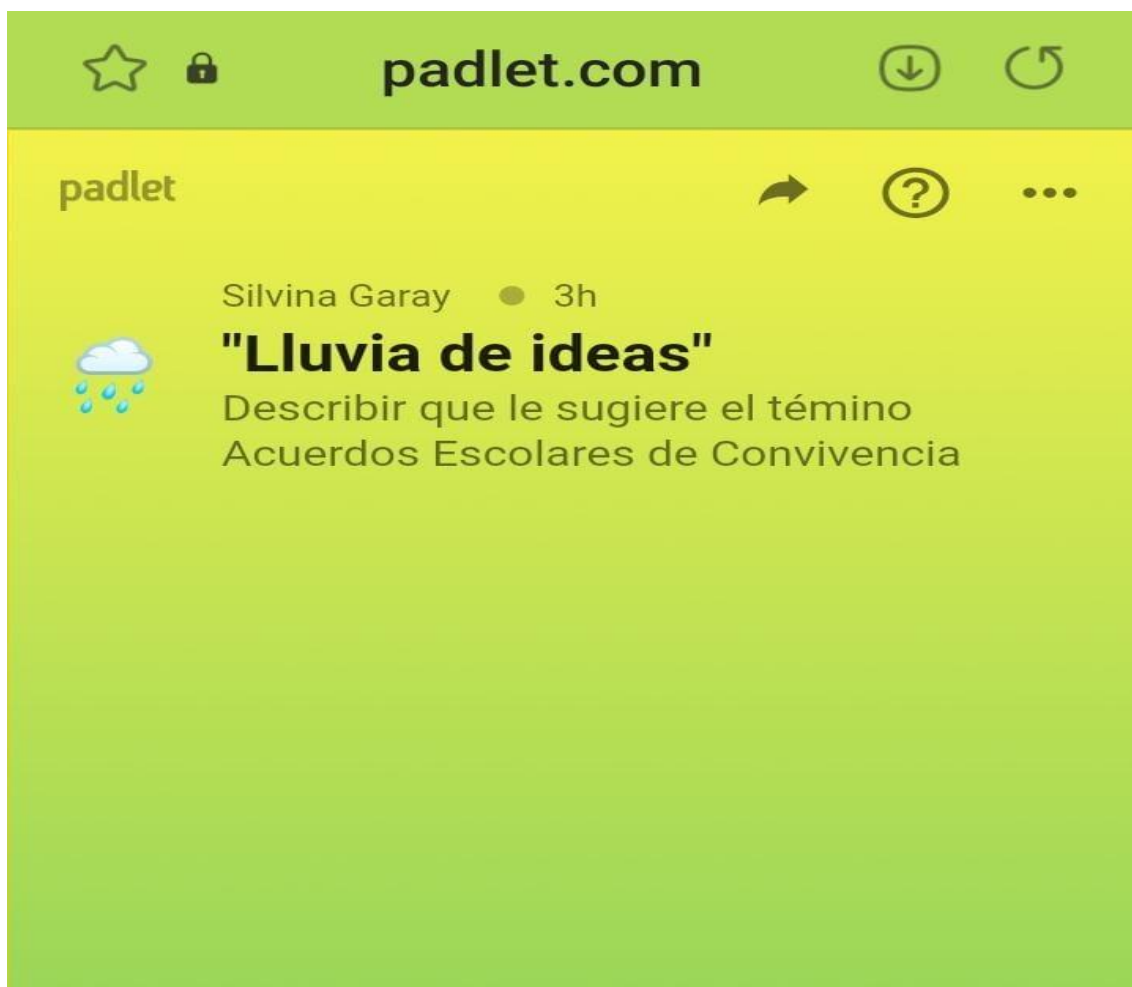 padlet.com
padlet
Silvina Garay 3h
"Lluvia de ideas"
Describir que le sugiere el témino
Acuerdos Escolares de Convivencia